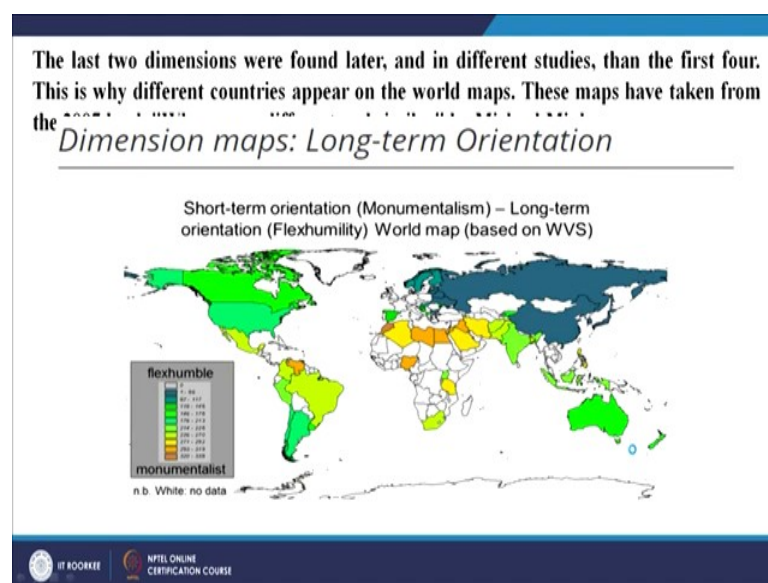 The last two dimensions were found later, and in different studies, than the first four.
This is why different countries appear on the world maps. These maps have taken from
the
Dimension maps: Long-term Orientation
Short-term orientation (Monumentalism) – Long-term
orientation (Flexhumility) World map (based on WVS)
flexhumble
monumentalist
n.b. White: no data
IIT ROORKEE
NPTEL ONLINE
CERTIFICATION COURSE